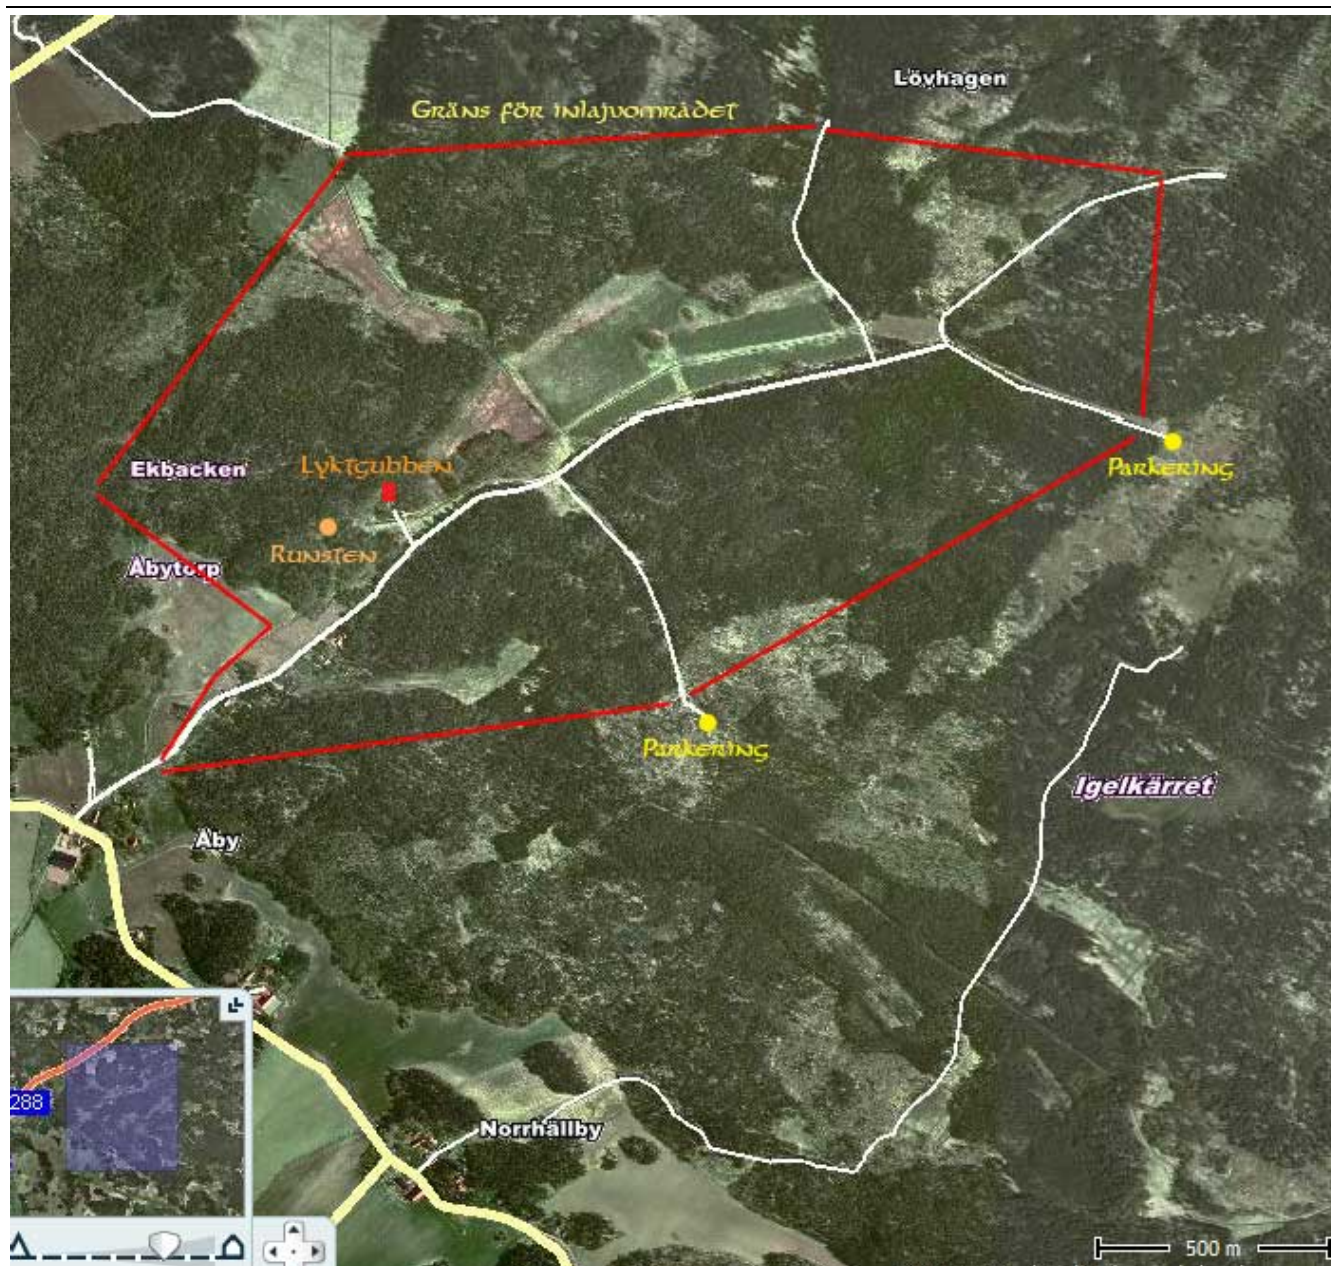 Lövhagen
Gräns för inlajvområdet
Ekbacken
Lyktgubben
Parkering
Runsten
Åbytorp
Parkering
Igelkärret
Åby
288
Norrhällby
500 m